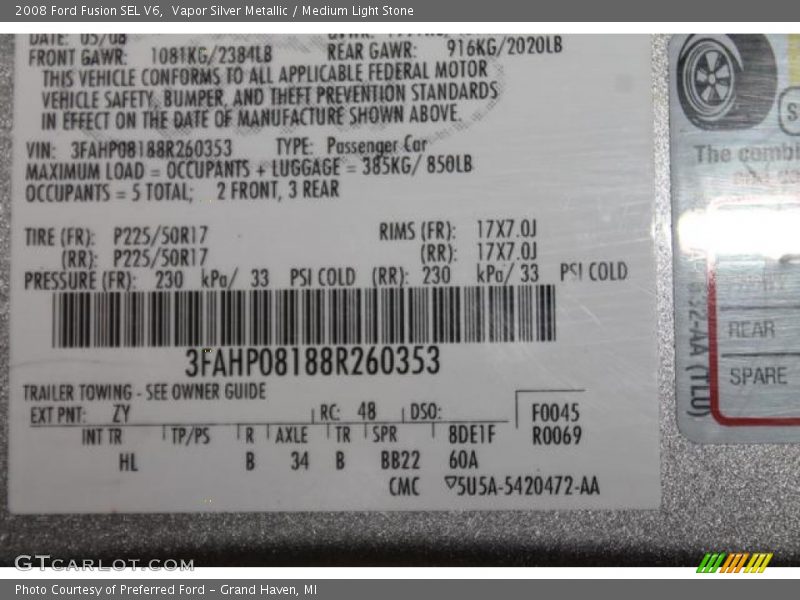 2008 Ford Fusion SEL V6, Vapor Silver Metallic / Medium Light Stone
DATE: 05/08
FRONT GAWR: 1081KG/2384LB REAR GAWR: 916KG/2020LB
THIS VEHICLE CONFORMS TO ALL APPLICABLE FEDERAL MOTOR
VEHICLE SAFETY, BUMPER, AND THEFT PREVENTION STANDARDS
IN EFFECT ON THE DATE OF MANUFACTURE SHOWN ABOVE.
VIN: 3FAHP08188R260353 TYPE: Passenger Car
MAXIMUM LOAD = OCCUPANTS + LUGGAGE = 385KG/ 850LB
OCCUPANTS = 5 TOTAL; 2 FRONT, 3 REAR
TIRE (FR): P225/50R17 RIMS (FR): 17X7.0J
(RR): P225/50R17 (RR): 17X7.0J
PRESSURE (FR): 230 kPa/ 33 PSI COLD (RR): 230 kPa/ 33 PSI COLD
3FAHP08188R260353
TRAILER TOWING - SEE OWNER GUIDE
EXT PNT: ZY RC: 48 DSO: F0045
INT TR TP/PS R AXLE TR SPR 8DE1F R0069
HL B 34 B BB22 60A
CMC ▽5U5A-5420472-AA
The
REAR
SPARE
(TLU)
GTCARLOT.COM
Photo Courtesy of Preferred Ford - Grand Haven, MI